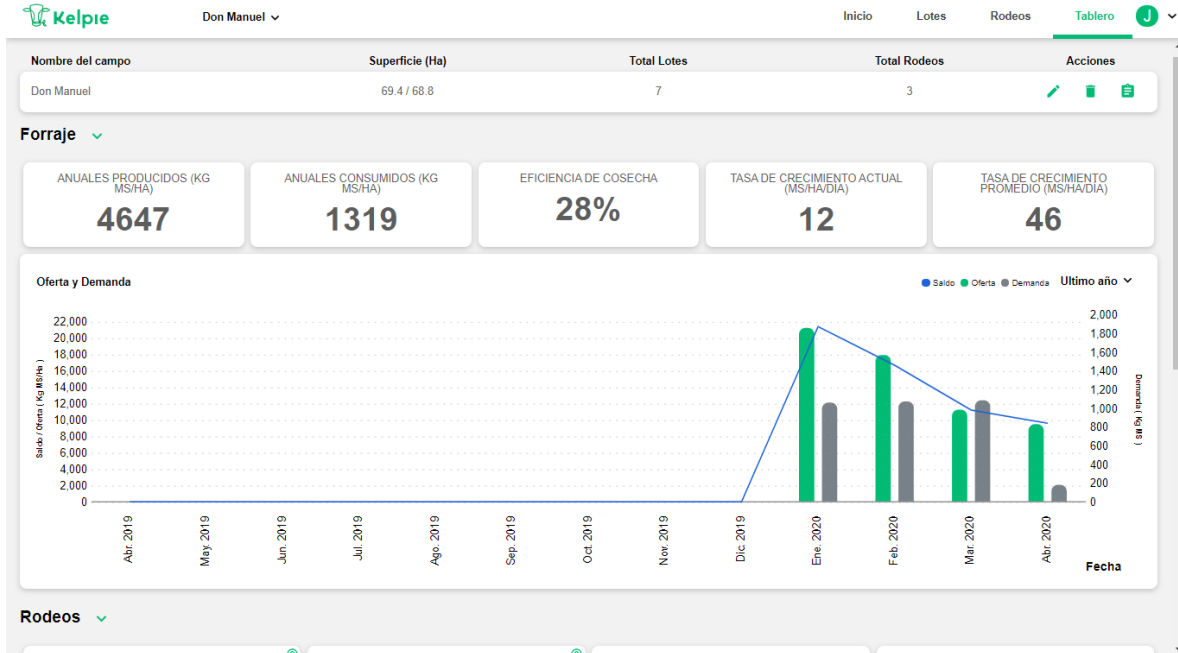 Kelpie
Don Manuel
Inicio Lotes Rodeos Tablero J
Nombre del campo Superficie (Ha) Total Lotes Total Rodeos Acciones
Don Manuel 69.4 / 68.8 7 3
Forraje
ANUALES PRODUCIDOS (KG
MS/HA)
4647
ANUALES CONSUMIDOS (KG
MS/HA)
1319
EFICIENCIA DE COSECHA
28%
TASA DE CRECIMIENTO ACTUAL
(MS/HA/DÍA)
12
TASA DE CRECIMIENTO
PROMEDIO (MS/HA/DÍA)
46
Oferta y Demanda
Saldo Oferta Demanda Ultimo año
Saldo / Oferta ( Kg MS/Ha )
22,000
20,000
18,000
16,000
14,000
12,000
10,000
8,000
6,000
4,000
2,000
0
2,000
1,800
1,600
1,400
1,200
1,000
800
600
400
200
0
Demanda ( Kg MS )
Abr. 2019
May. 2019
Jun. 2019
Jul. 2019
Ago. 2019
Sep. 2019
Oct. 2019
Nov. 2019
Dic. 2019
Ene. 2020
Feb. 2020
Mar. 2020
Abr. 2020
Fecha
Rodeos